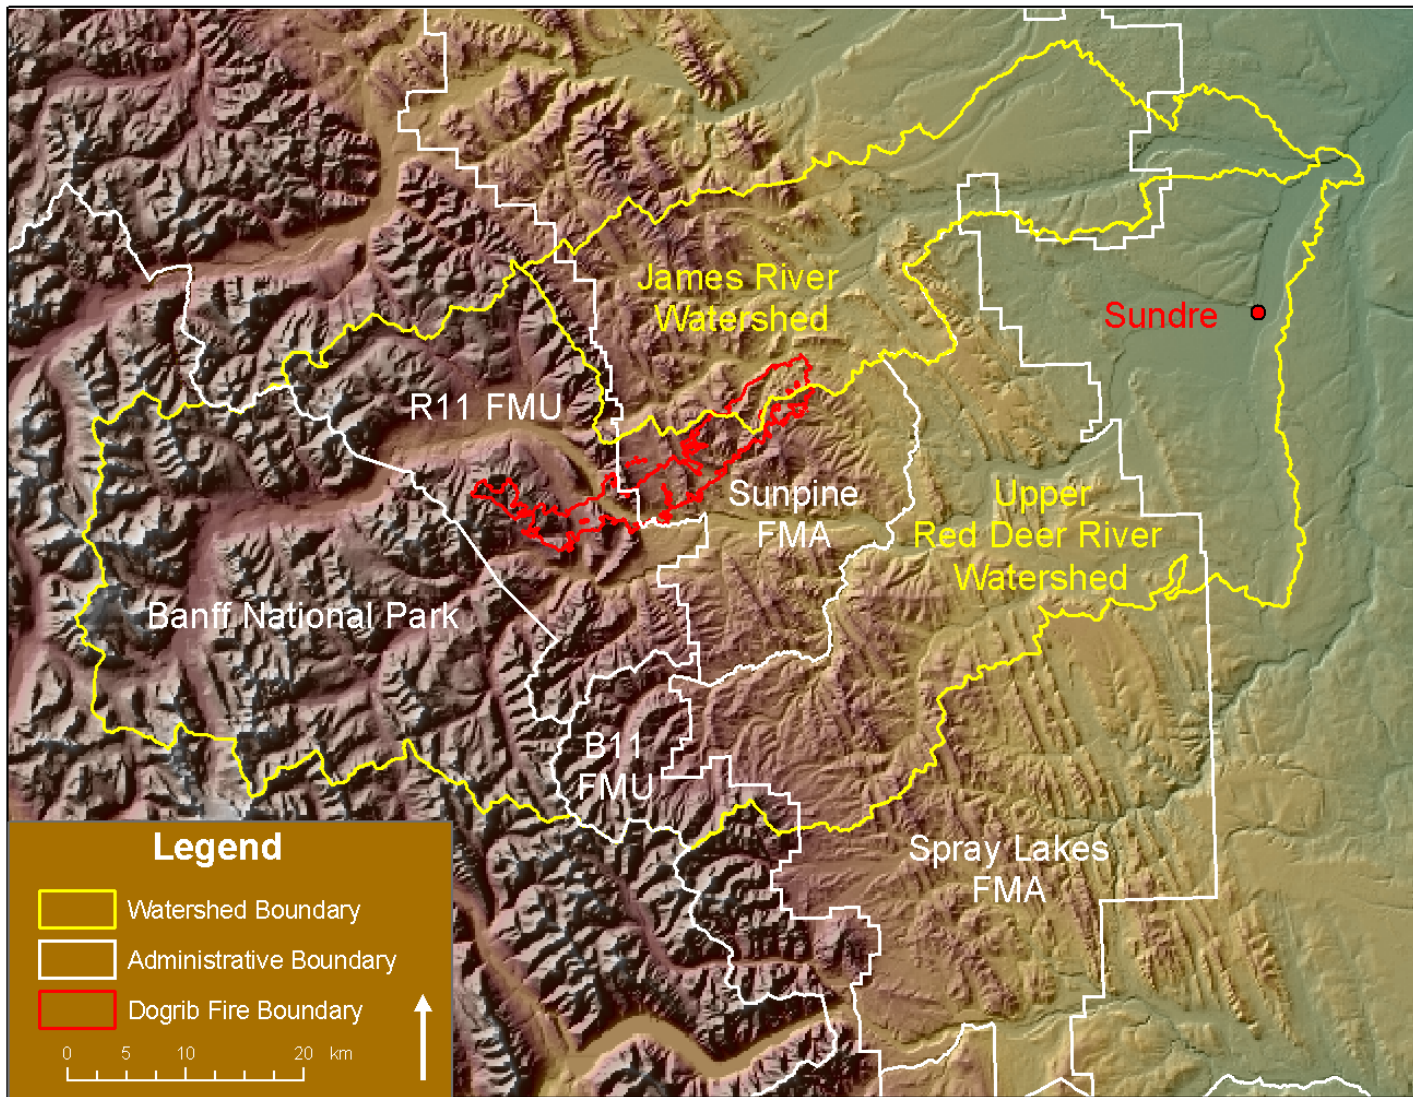 James River
Watershed
Sundre
R11 FMU
Sunpine
FMA
Upper
Red Deer River
Watershed
Banff National Park
B11
FMU
Spray Lakes
FMA
Legend
Watershed Boundary
Administrative Boundary
Dogrib Fire Boundary
0 5 10 20 km